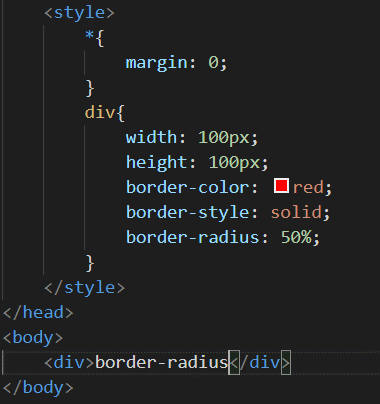 <style>
*{
margin: 0;
}
div{
width: 100px;
height: 100px;
border-color: red;
border-style: solid;
border-radius: 50%;
}
</style>
</head>
<body>
<div>border-radius</div>
</body>